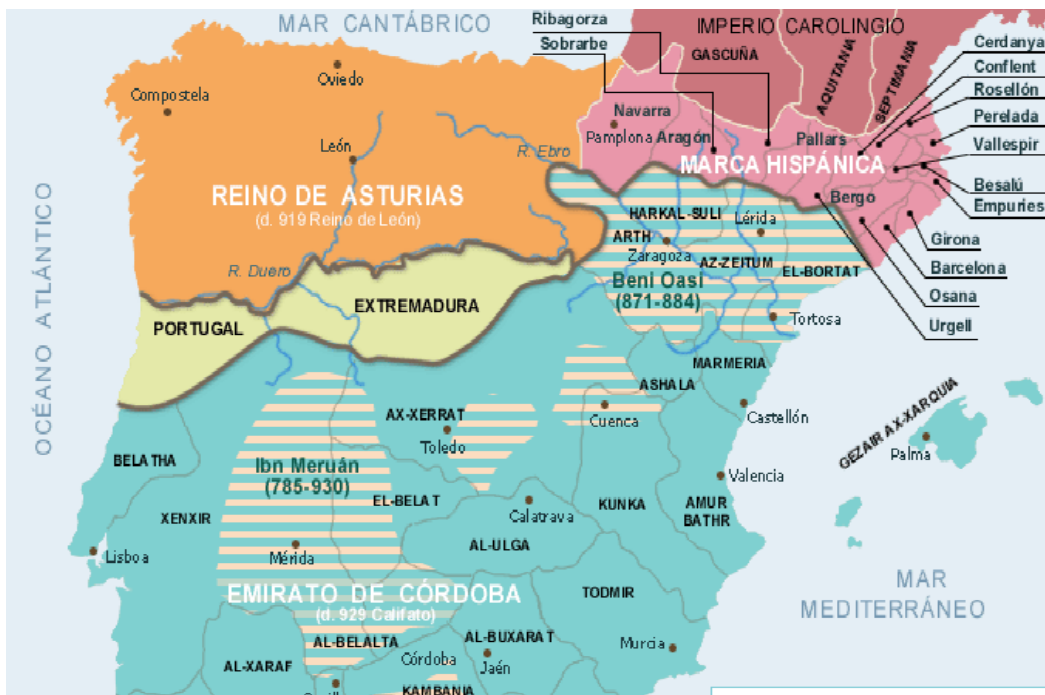 MAR CANTÁBRICO
Ribagorza
Sobrarbe
IMPERIO CAROLINGIO
GASCUÑA
AQUITANIA
SEPTIMANIA
Cerdanya
Conflent
Rosellón
Perelada
Vallespir
Besalú
Empuries
Girona
Barcelona
Osana
Urgell
Oviedo
Compostela
León
Navarra
Pamplona
Aragón
Pallars
R. Ebro
MARCA HISPÁNICA
Bergo
REINO DE ASTURIAS
(d. 919 Reino de León)
HARKAL-SULI
Lérida
ARTH
Zaragoza
AZ-ZEITUM
EL-BORTAT
R. Duero
Beni Oasi
(871-884)
EXTREMADURA
PORTUGAL
Tortosa
OCÉANO ATLÁNTICO
MARMERIA
ASHALA
Cuenca
Castellón
GEZAIR AX-XARQUIA
Palma
AX-XERRAT
Toledo
BELATHA
Ibn Meruán
(785-930)
EL-BELAT
Valencia
XENXIR
Calatrava
KUNKA
AMUR
BATHR
Lisboa
Mérida
AL-ULGA
EMIRATO DE CÓRDOBA
(d. 929 Califato)
TODMIR
MAR
MEDITERRÁNEO
AL-BELALTA
AL-BUXARAT
Murcia
AL-XARAF
Córdoba
Jaén
KAMBANIA